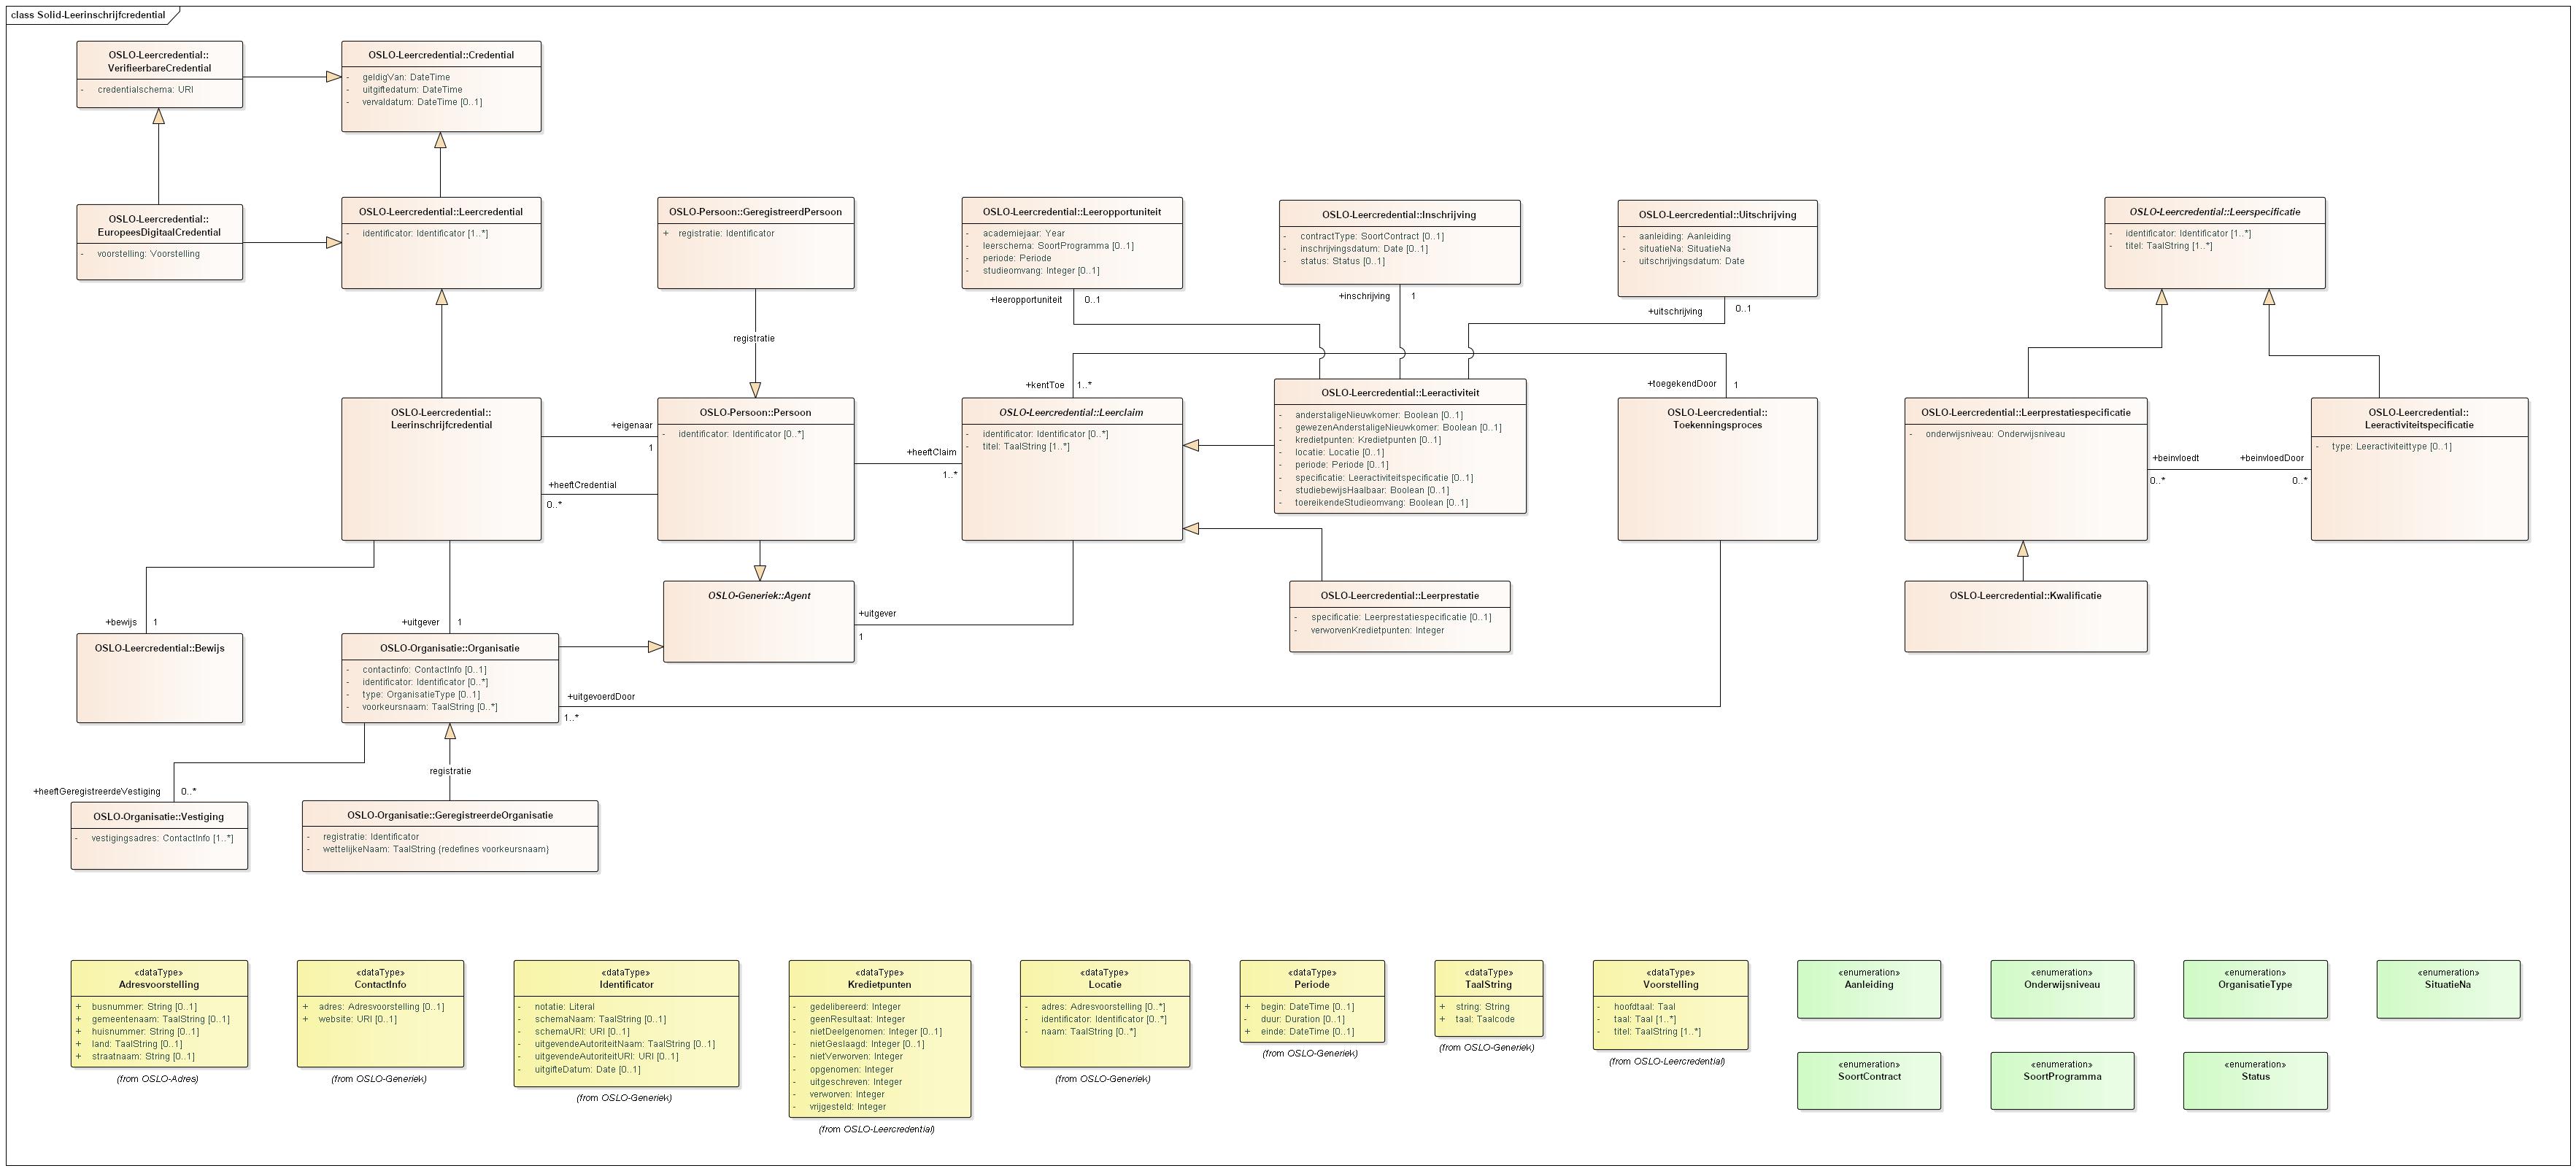 class Solid-Leerinschrijfcredential
OSLO-Leercredential::
VerifieerbareCredential
- credentialschema: URI
OSLO-Leercredential::Credential
- geldigVan: DateTime
- uitgiftedatum: DateTime
- vervaldatum: DateTime [0..1]
OSLO-Leercredential::
EuropeesDigitaalCredential
- voorstelling: Voorstelling
OSLO-Leercredential::Leercredential
- identificator: Identificator [1..*]
OSLO-Persoon::GeregistreerdPersoon
+ registratie: Identificator
OSLO-Leercredential::Leeropportuniteit
- academiejaar: Year
- leerschema: SoortProgramma [0..1]
- periode: Periode
- studieomvang: Integer [0..1]
OSLO-Leercredential::Inschrijving
- contractType: SoortContract [0..1]
- inschrijvingsdatum: Date [0..1]
- status: Status [0..1]
OSLO-Leercredential::Uitschrijving
- aanleiding: Aanleiding
- situatieNa: SituatieNa
- uitschrijvingsdatum: Date
OSLO-Leercredential::Leerspecificatie
- identificator: Identificator [1..*]
- titel: TaalString [1..*]
+leeropportuniteit 0..1
+inschrijving 1
+uitschrijving 0..1
registratie
+kentToe 1..*
+toegekendDoor 1
OSLO-Leercredential::
Leerinschrijfcredential
+eigenaar
1
+heeftCredential
0..*
OSLO-Persoon::Persoon
- identificator: Identificator [0..*]
+heeftClaim
1..*
OSLO-Leercredential::Leerclaim
- identificator: Identificator [0..*]
- titel: TaalString [1..*]
OSLO-Leercredential::Leeractiviteit
- anderstaligeNieuwkomer: Boolean [0..1]
- gewezenAnderstaligeNieuwkomer: Boolean [0..1]
- kredietpunten: Kredietpunten [0..1]
- locatie: Locatie [0..1]
- periode: Periode [0..1]
- specificatie: Leeractiviteitspecificatie [0..1]
- studiebewijsHaalbaar: Boolean [0..1]
- toereikendeStudieomvang: Boolean [0..1]
OSLO-Leercredential::
Toekenningsproces
OSLO-Leercredential::Leerprestatiespecificatie
- onderwijsniveau: Onderwijsniveau
+beinvloedt
0..*
+beinvloedDoor
0..*
OSLO-Leercredential::
Leeractiviteitspecificatie
- type: Leeractiviteittype [0..1]
+bewijs 1
+uitgever 1
OSLO-Generiek::Agent
+uitgever
1
OSLO-Leercredential::Leerprestatie
- specificatie: Leerprestatiespecificatie [0..1]
- verworvenKredietpunten: Integer
OSLO-Leercredential::Kwalificatie
OSLO-Leercredential::Bewijs
OSLO-Organisatie::Organisatie
- contactinfo: ContactInfo [0..1]
- identificator: Identificator [0..*]
- type: OrganisatieType [0..1]
- voorkeursnaam: TaalString [0..*]
+uitgevoerdDoor
1..*
registratie
+heeftGeregistreerdeVestiging 0..*
OSLO-Organisatie::Vestiging
- vestigingsadres: ContactInfo [1..*]
OSLO-Organisatie::GeregistreerdeOrganisatie
- registratie: Identificator
- wettelijkeNaam: TaalString {redefines voorkeursnaam}
«dataType»
Adresvoorstelling
+ busnummer: String [0..1]
+ gemeentenaam: TaalString [0..1]
+ huisnummer: String [0..1]
+ land: TaalString [0..1]
+ straatnaam: String [0..1]
(from OSLO-Adres)
«dataType»
ContactInfo
+ adres: Adresvoorstelling [0..1]
+ website: URI [0..1]
(from OSLO-Generiek)
«dataType»
Identificator
- notatie: Literal
- schemaNaam: TaalString [0..1]
- schemaURI: URI [0..1]
- uitgevendeAutoriteitNaam: TaalString [0..1]
- uitgevendeAutoriteitURI: URI [0..1]
- uitgifteDatum: Date [0..1]
(from OSLO-Generiek)
«dataType»
Kredietpunten
- gedelibereerd: Integer
- geenResultaat: Integer
- nietDeelgenomen: Integer [0..1]
- nietGeslaagd: Integer [0..1]
- nietVerworven: Integer
- opgenomen: Integer
- uitgeschreven: Integer
- verworven: Integer
- vrijgesteld: Integer
(from OSLO-Leercredential)
«dataType»
Locatie
- adres: Adresvoorstelling [0..*]
- identificator: Identificator [0..*]
- naam: TaalString [0..*]
(from OSLO-Generiek)
«dataType»
Periode
+ begin: DateTime [0..1]
- duur: Duration [0..1]
+ einde: DateTime [0..1]
(from OSLO-Generiek)
«dataType»
TaalString
+ string: String
+ taal: Taalcode
(from OSLO-Generiek)
«dataType»
Voorstelling
- hoofdtaal: Taal
- taal: Taal [1..*]
- titel: TaalString [1..*]
(from OSLO-Leercredential)
«enumeration»
Aanleiding
«enumeration»
Onderwijsniveau
«enumeration»
OrganisatieType
«enumeration»
SituatieNa
«enumeration»
SoortContract
«enumeration»
SoortProgramma
«enumeration»
Status